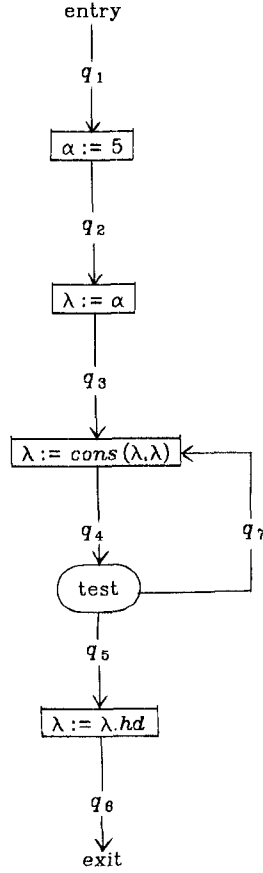 entry
q₁
α := 5
q₂
λ := α
q₃
λ := cons (λ,λ)
q₄
q₇
test
q₅
λ := λ.hd
q₆
exit